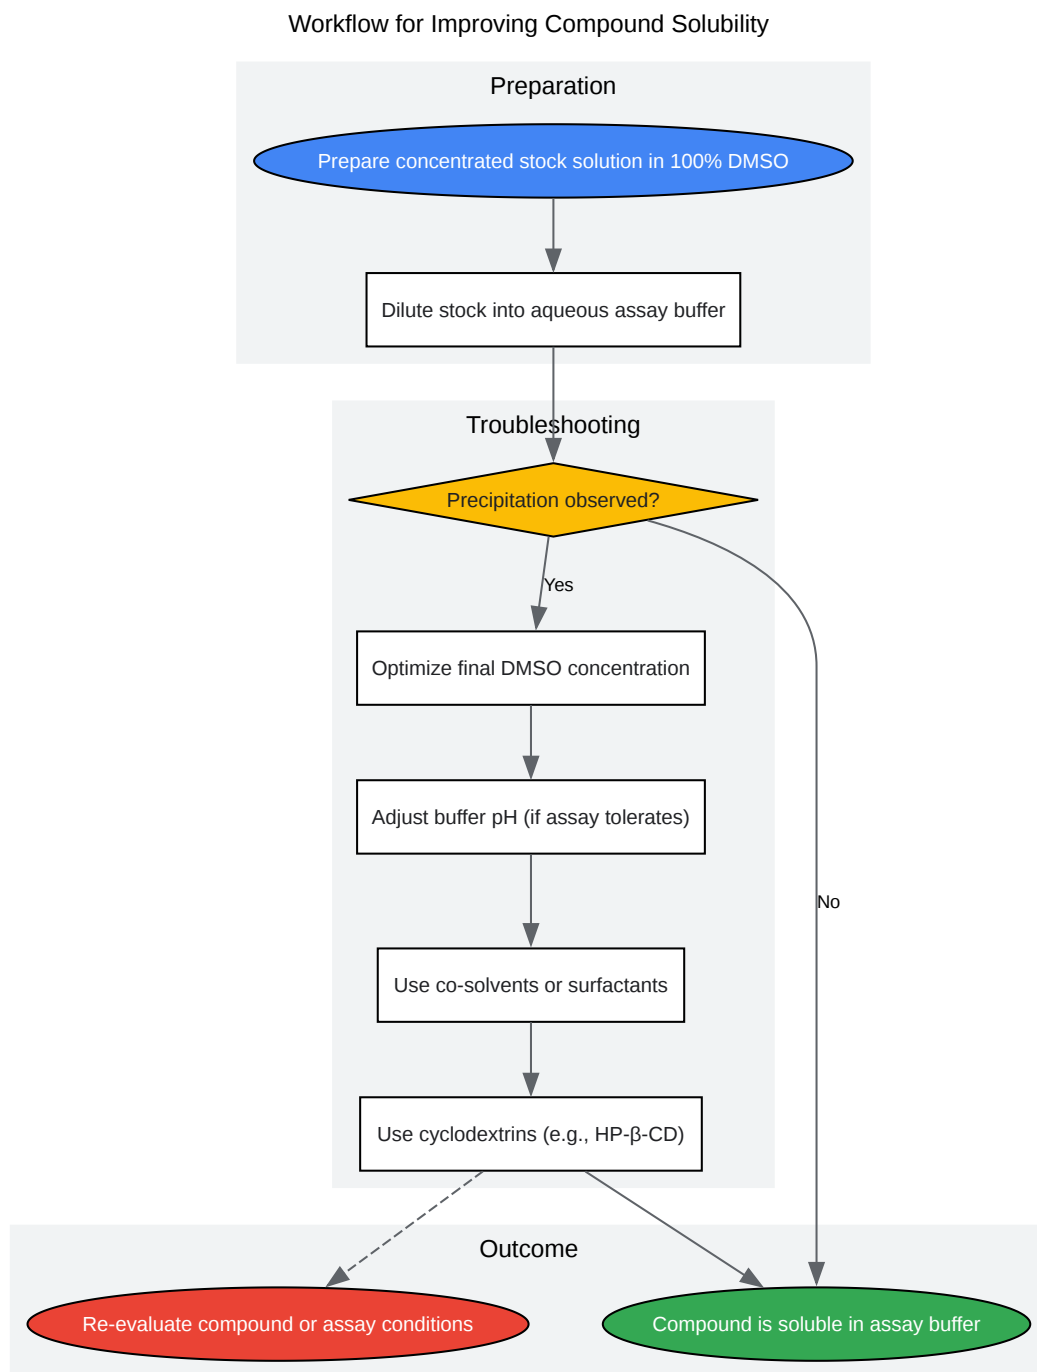 Workflow for Improving Compound Solubility
Preparation
Prepare concentrated stock solution in 100% DMSO
Dilute stock into aqueous assay buffer
Troubleshooting
Precipitation observed?
Yes
Optimize final DMSO concentration
Adjust buffer pH (if assay tolerates)
No
Use co-solvents or surfactants
Use cyclodextrins (e.g., HP-β-CD)
Outcome
Re-evaluate compound or assay conditions
Compound is soluble in assay buffer